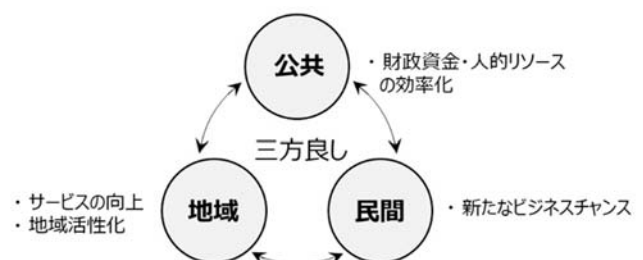 公共
・財政資金・人的リソース
の効率化
三方良し
・サービスの向上
・地域活性化
地域
民間
・新たなビジネスチャンス